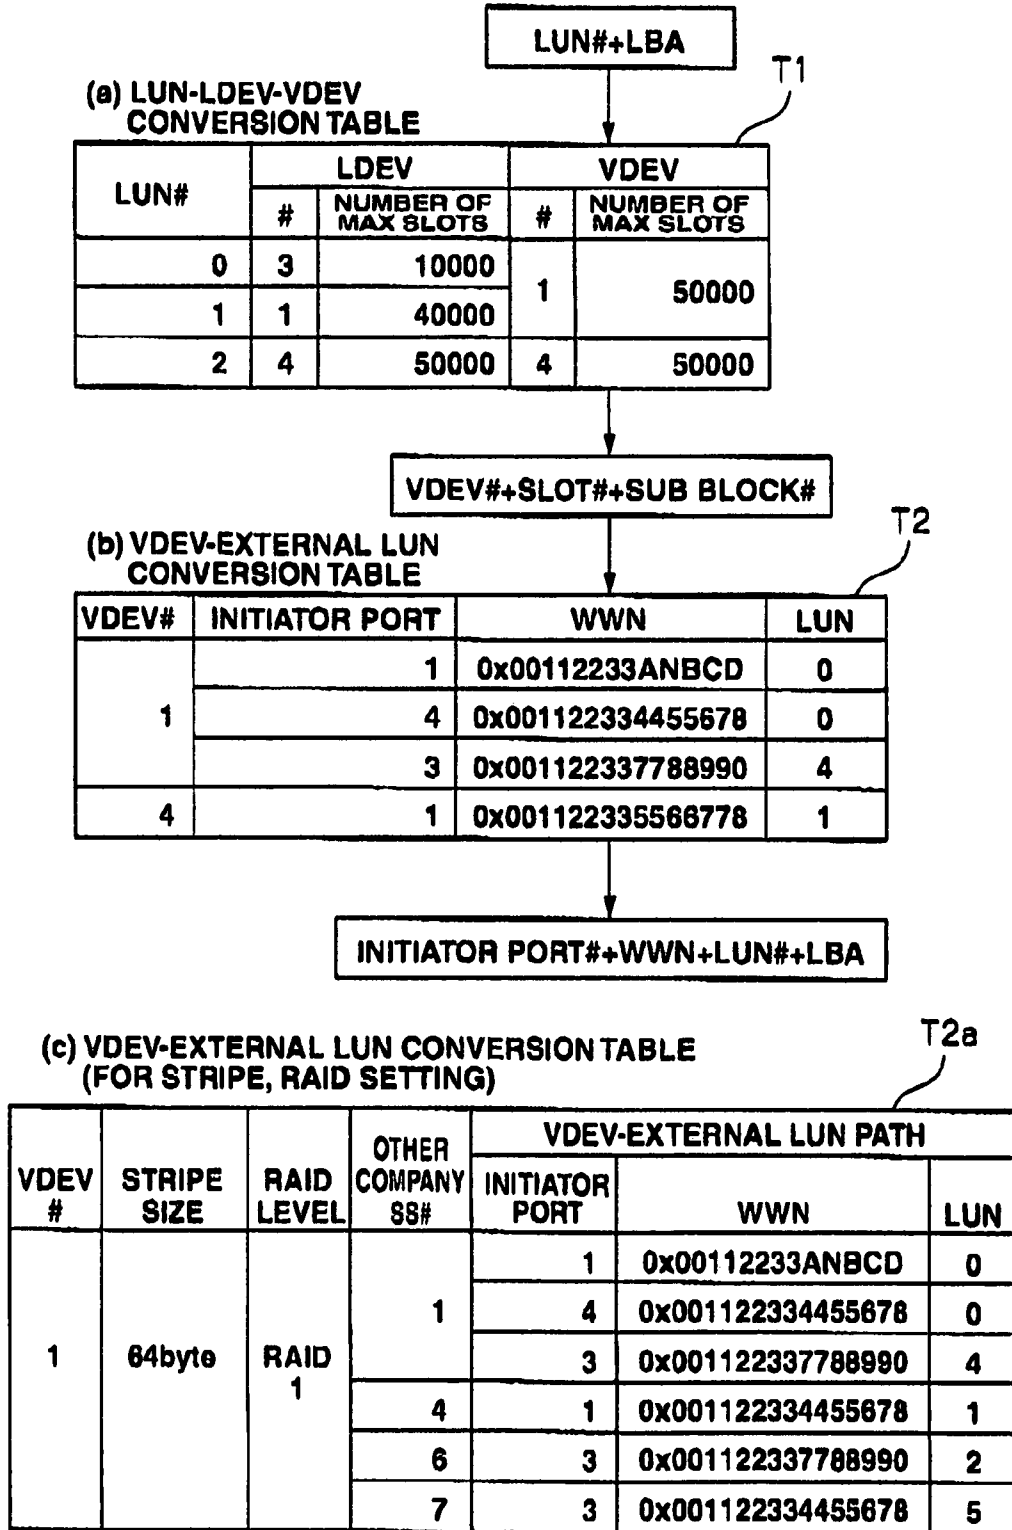 LUN#+LBA
T1
(a) LUN-LDEV-VDEV
CONVERSION TABLE
LUN# LDEV VDEV
# NUMBER OF MAX SLOTS # NUMBER OF MAX SLOTS
0 3 10000 1 50000
1 1 40000
2 4 50000 4 50000
VDEV#+SLOT#+SUB BLOCK#
T2
(b) VDEV-EXTERNAL LUN
CONVERSION TABLE
VDEV# INITIATOR PORT WWN LUN
1 1 0x00112233ANBCD 0
4 0x001122334455678 0
3 0x001122337788990 4
4 1 0x001122335566778 1
INITIATOR PORT#+WWN+LUN#+LBA
T2a
(c) VDEV-EXTERNAL LUN CONVERSION TABLE
(FOR STRIPE, RAID SETTING)
VDEV # STRIPE SIZE RAID LEVEL OTHER COMPANY SS# VDEV-EXTERNAL LUN PATH
INITIATOR PORT WWN LUN
1 64byte RAID 1 1 1 0x00112233ANBCD 0
4 0x001122334455678 0
3 0x001122337788990 4
4 1 0x001122334455678 1
6 3 0x001122337788990 2
7 3 0x001122334455678 5